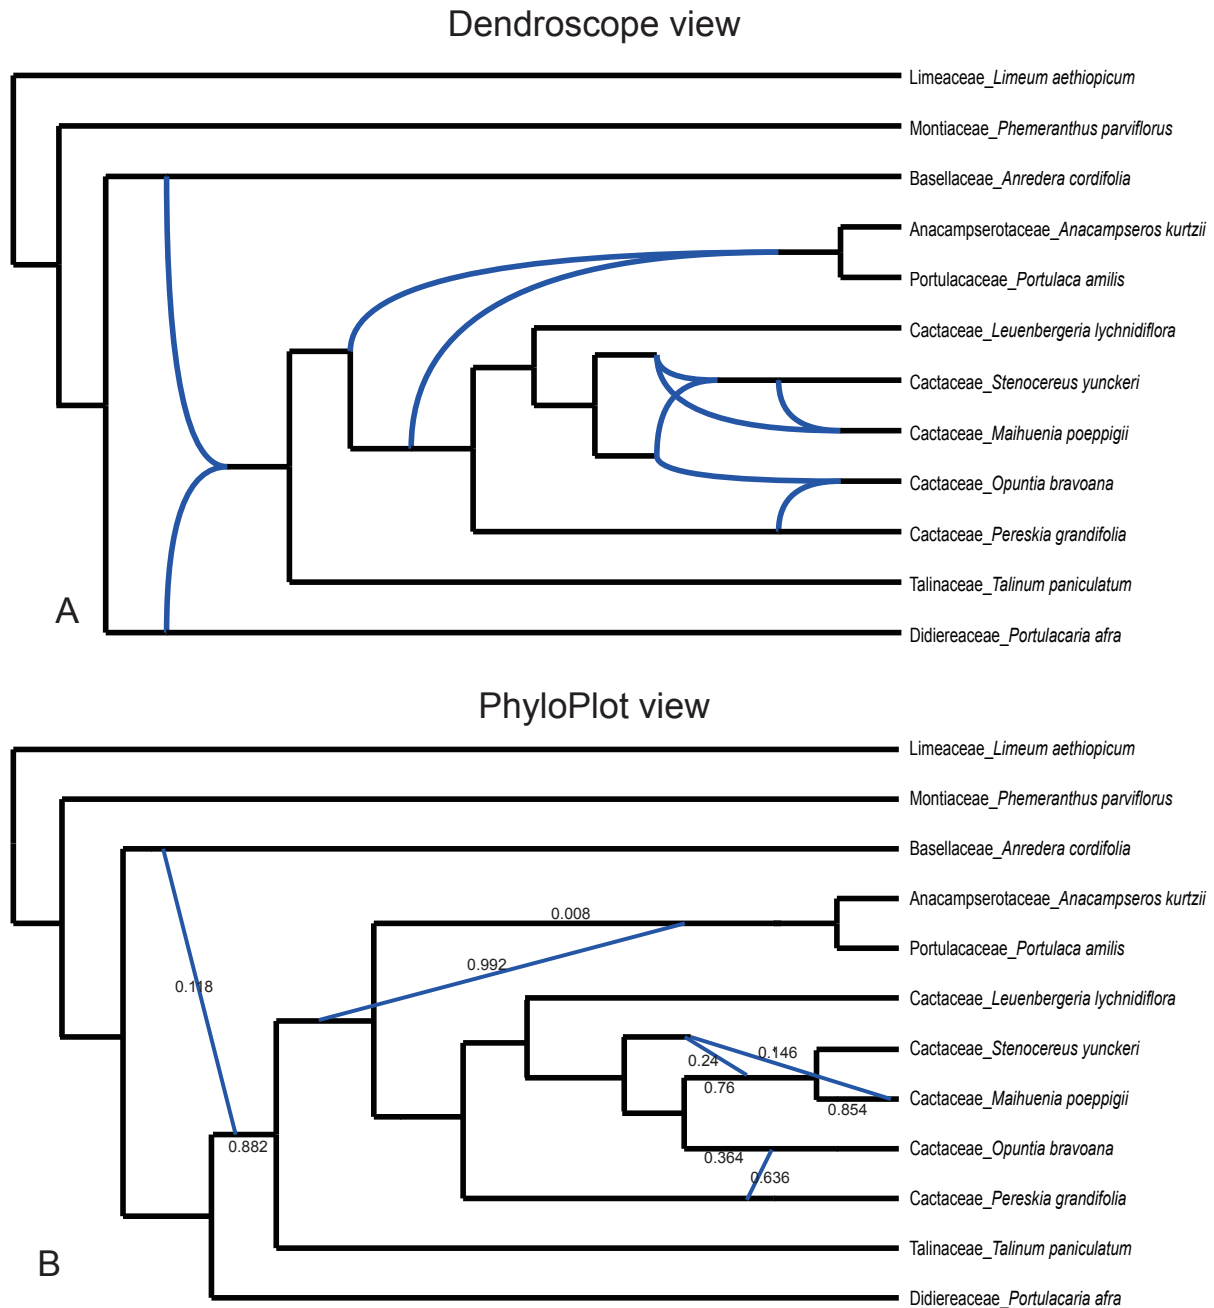 Dendroscope view
Limeaceae_Limeum aethiopicum
Montiaceae_Phemeranthus parviflorus
Basellaceae_Anredera cordifolia
Anacampserotaceae_Anacampseros kurtzii
Portulacaceae_Portulaca amilis
Cactaceae_Leuenbergeria lychnidiflora
Cactaceae_Stenocereus yunckeri
Cactaceae_Maihuenia poeppigii
Cactaceae_Opuntia bravoana
Cactaceae_Pereskia grandifolia
Talinaceae_Talinum paniculatum
A
Didiereaceae_Portulacaria afra
PhyloPlot view
Limeaceae_Limeum aethiopicum
Montiaceae_Phemeranthus parviflorus
Basellaceae_Anredera cordifolia
Anacampserotaceae_Anacampseros kurtzii
0.008
Portulacaceae_Portulaca amilis
0.992
0.118
Cactaceae_Leuenbergeria lychnidiflora
Cactaceae_Stenocereus yunckeri
0.146
0.24
0.76
Cactaceae_Maihuenia poeppigii
0.854
0.882
Cactaceae_Opuntia bravoana
0.364
0.636
Cactaceae_Pereskia grandifolia
Talinaceae_Talinum paniculatum
B
Didiereaceae_Portulacaria afra